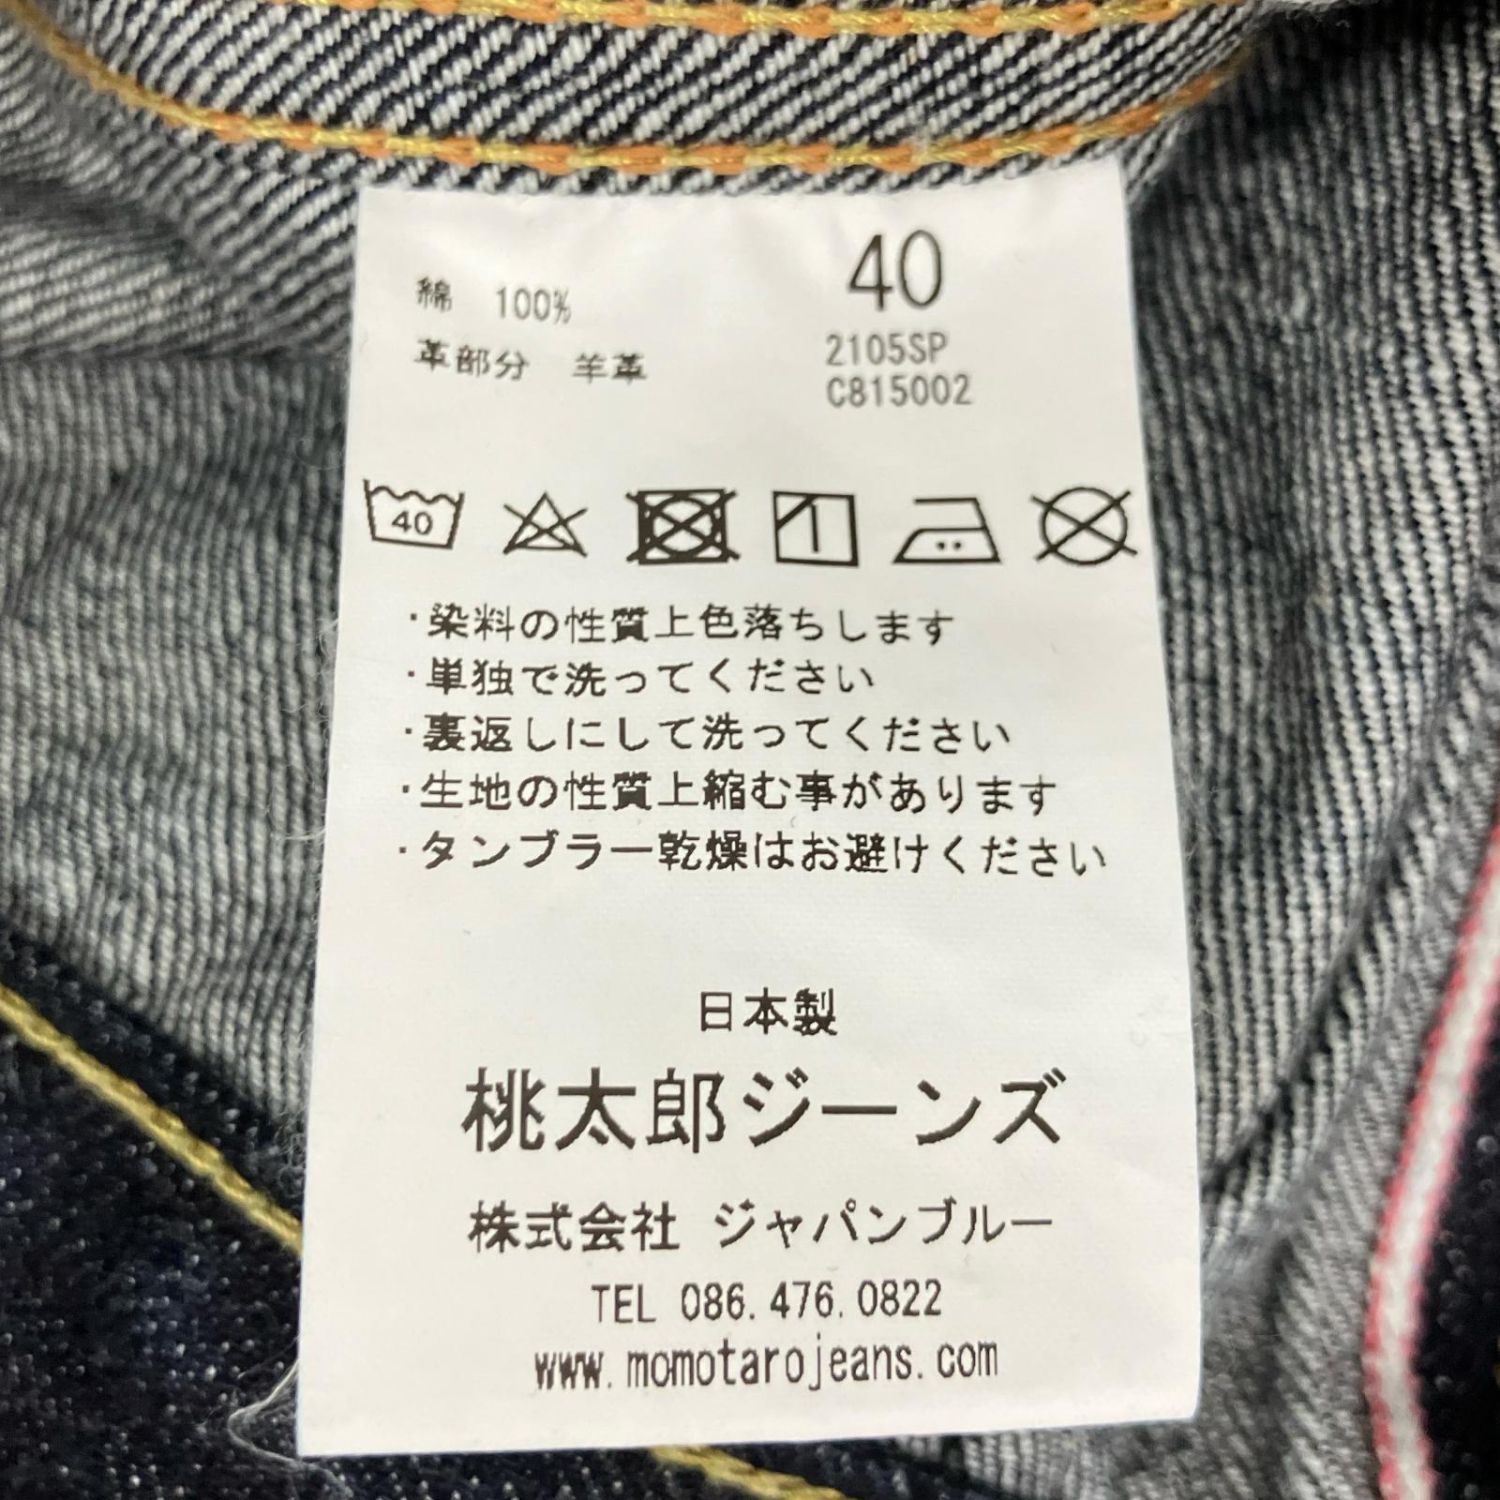 40
綿 100%
革部分 羊革
2105SP
C815002
40
・染料の性質上色落ちします
・単独で洗ってください
・裏返しにして洗ってください
・生地の性質上縮む事があります
・タンブラー乾燥はお避けください
日本製
桃太郎ジーンズ
株式会社 ジャパンブルー
TEL 086.476.0822
www.momotarojeans.com